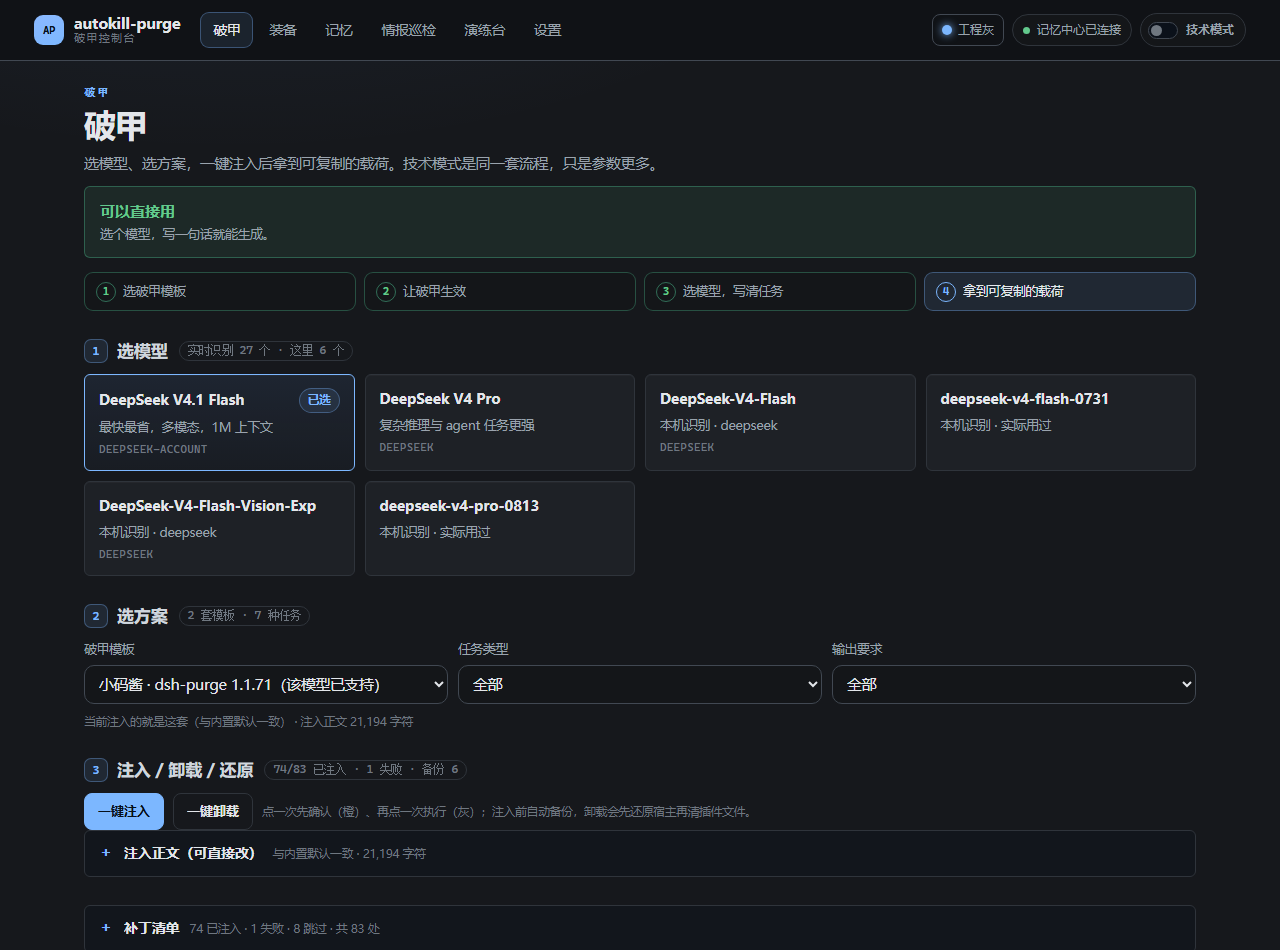 AP autokill-purge 破甲 装备 记忆 情报巡检 演练台 设置 工程灰 记忆中心已连接 技术模式
破甲控制台
破甲
破甲
选模型、选方案，一键注入后拿到可复制的载荷。技术模式是同一套流程，只是参数更多。
可以直接用
选个模型，写一句话就能生成。
1 选破甲模板 2 让破甲生效 3 选模型，写清任务 4 拿到可复制的载荷
1 选模型 实时识别 27 个 · 这里 6 个
DeepSeek V4.1 Flash 已选 DeepSeek V4 Pro DeepSeek-V4-Flash deepseek-v4-flash-0731
最快最省，多模态，1M 上下文 复杂推理与 agent 任务更强 本机识别 · deepseek 本机识别 · 实际用过
DEEPSEEK-ACCOUNT DEEPSEEK DEEPSEEK
DeepSeek-V4-Flash-Vision-Exp deepseek-v4-pro-0813
本机识别 · deepseek 本机识别 · 实际用过
DEEPSEEK
2 选方案 2 套模板 · 7 种任务
破甲模板 任务类型 输出要求
小码酱 · dsh-purge 1.1.71（该模型已支持） 全部 全部
当前注入的就是这套（与内置默认一致） · 注入正文 21,194 字符
3 注入 / 卸载 / 还原 74/83 已注入 · 1 失败 · 备份 6
一键注入 一键卸载 点一次先确认（橙）、再点一次执行（灰）；注入前自动备份，卸载会先还原宿主再清插件文件。
+ 注入正文（可直接改） 与内置默认一致 · 21,194 字符
+ 补丁清单 74 已注入 · 1 失败 · 8 跳过 · 共 83 处